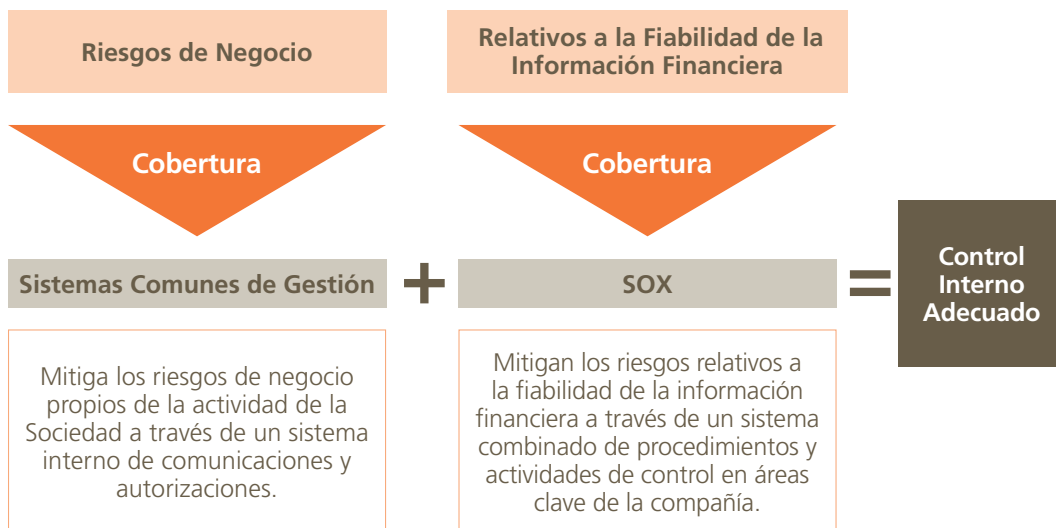 Riesgos de Negocio
Relativos a la Fiabilidad de la
Información Financiera
Cobertura
Cobertura
Sistemas Comunes de Gestión
+
SOX
=
Control
Interno
Adecuado
Mitiga los riesgos de negocio
propios de la actividad de la
Sociedad a través de un sistema
interno de comunicaciones y
autorizaciones.
Mitigan los riesgos relativos a
la fiabilidad de la información
financiera a través de un sistema
combinado de procedimientos y
actividades de control en áreas
clave de la compañía.